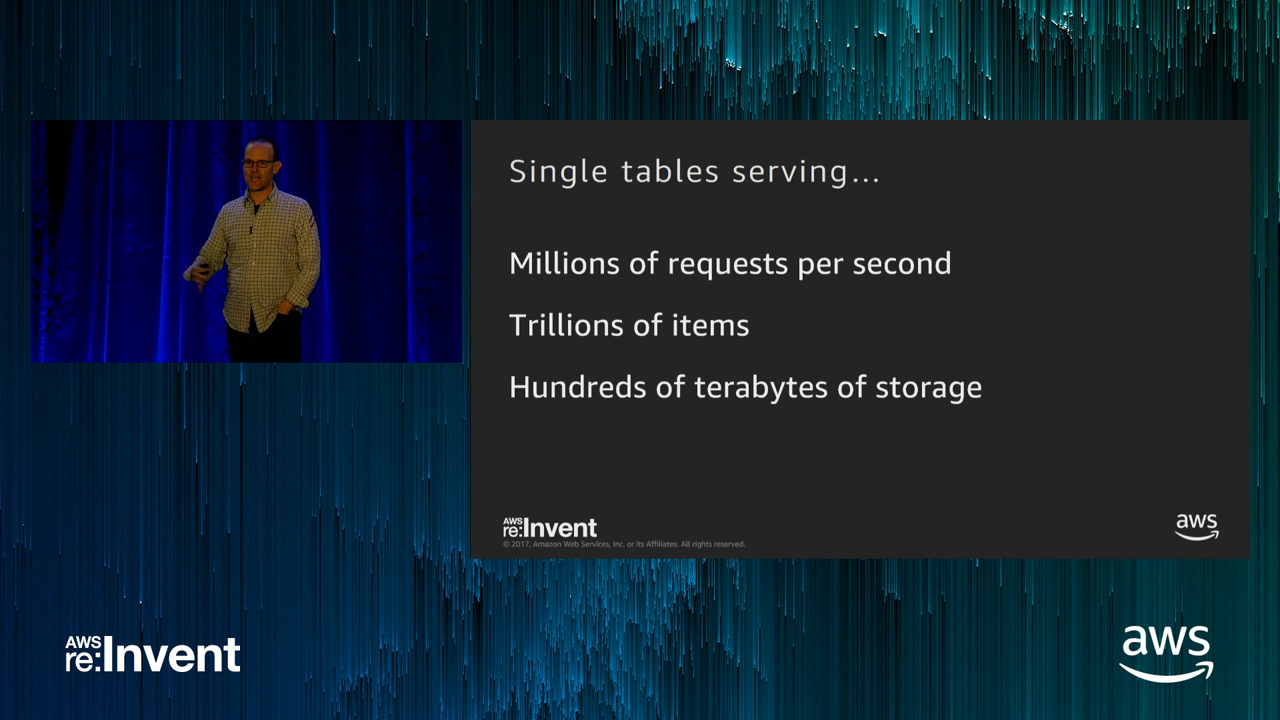 Single tables serving...
Millions of requests per second
Trillions of items
Hundreds of terabytes of storage
AWS
re:Invent
© 2017, Amazon Web Services, Inc. or its Affiliates. All rights reserved.
aws
AWS
re:Invent
aws